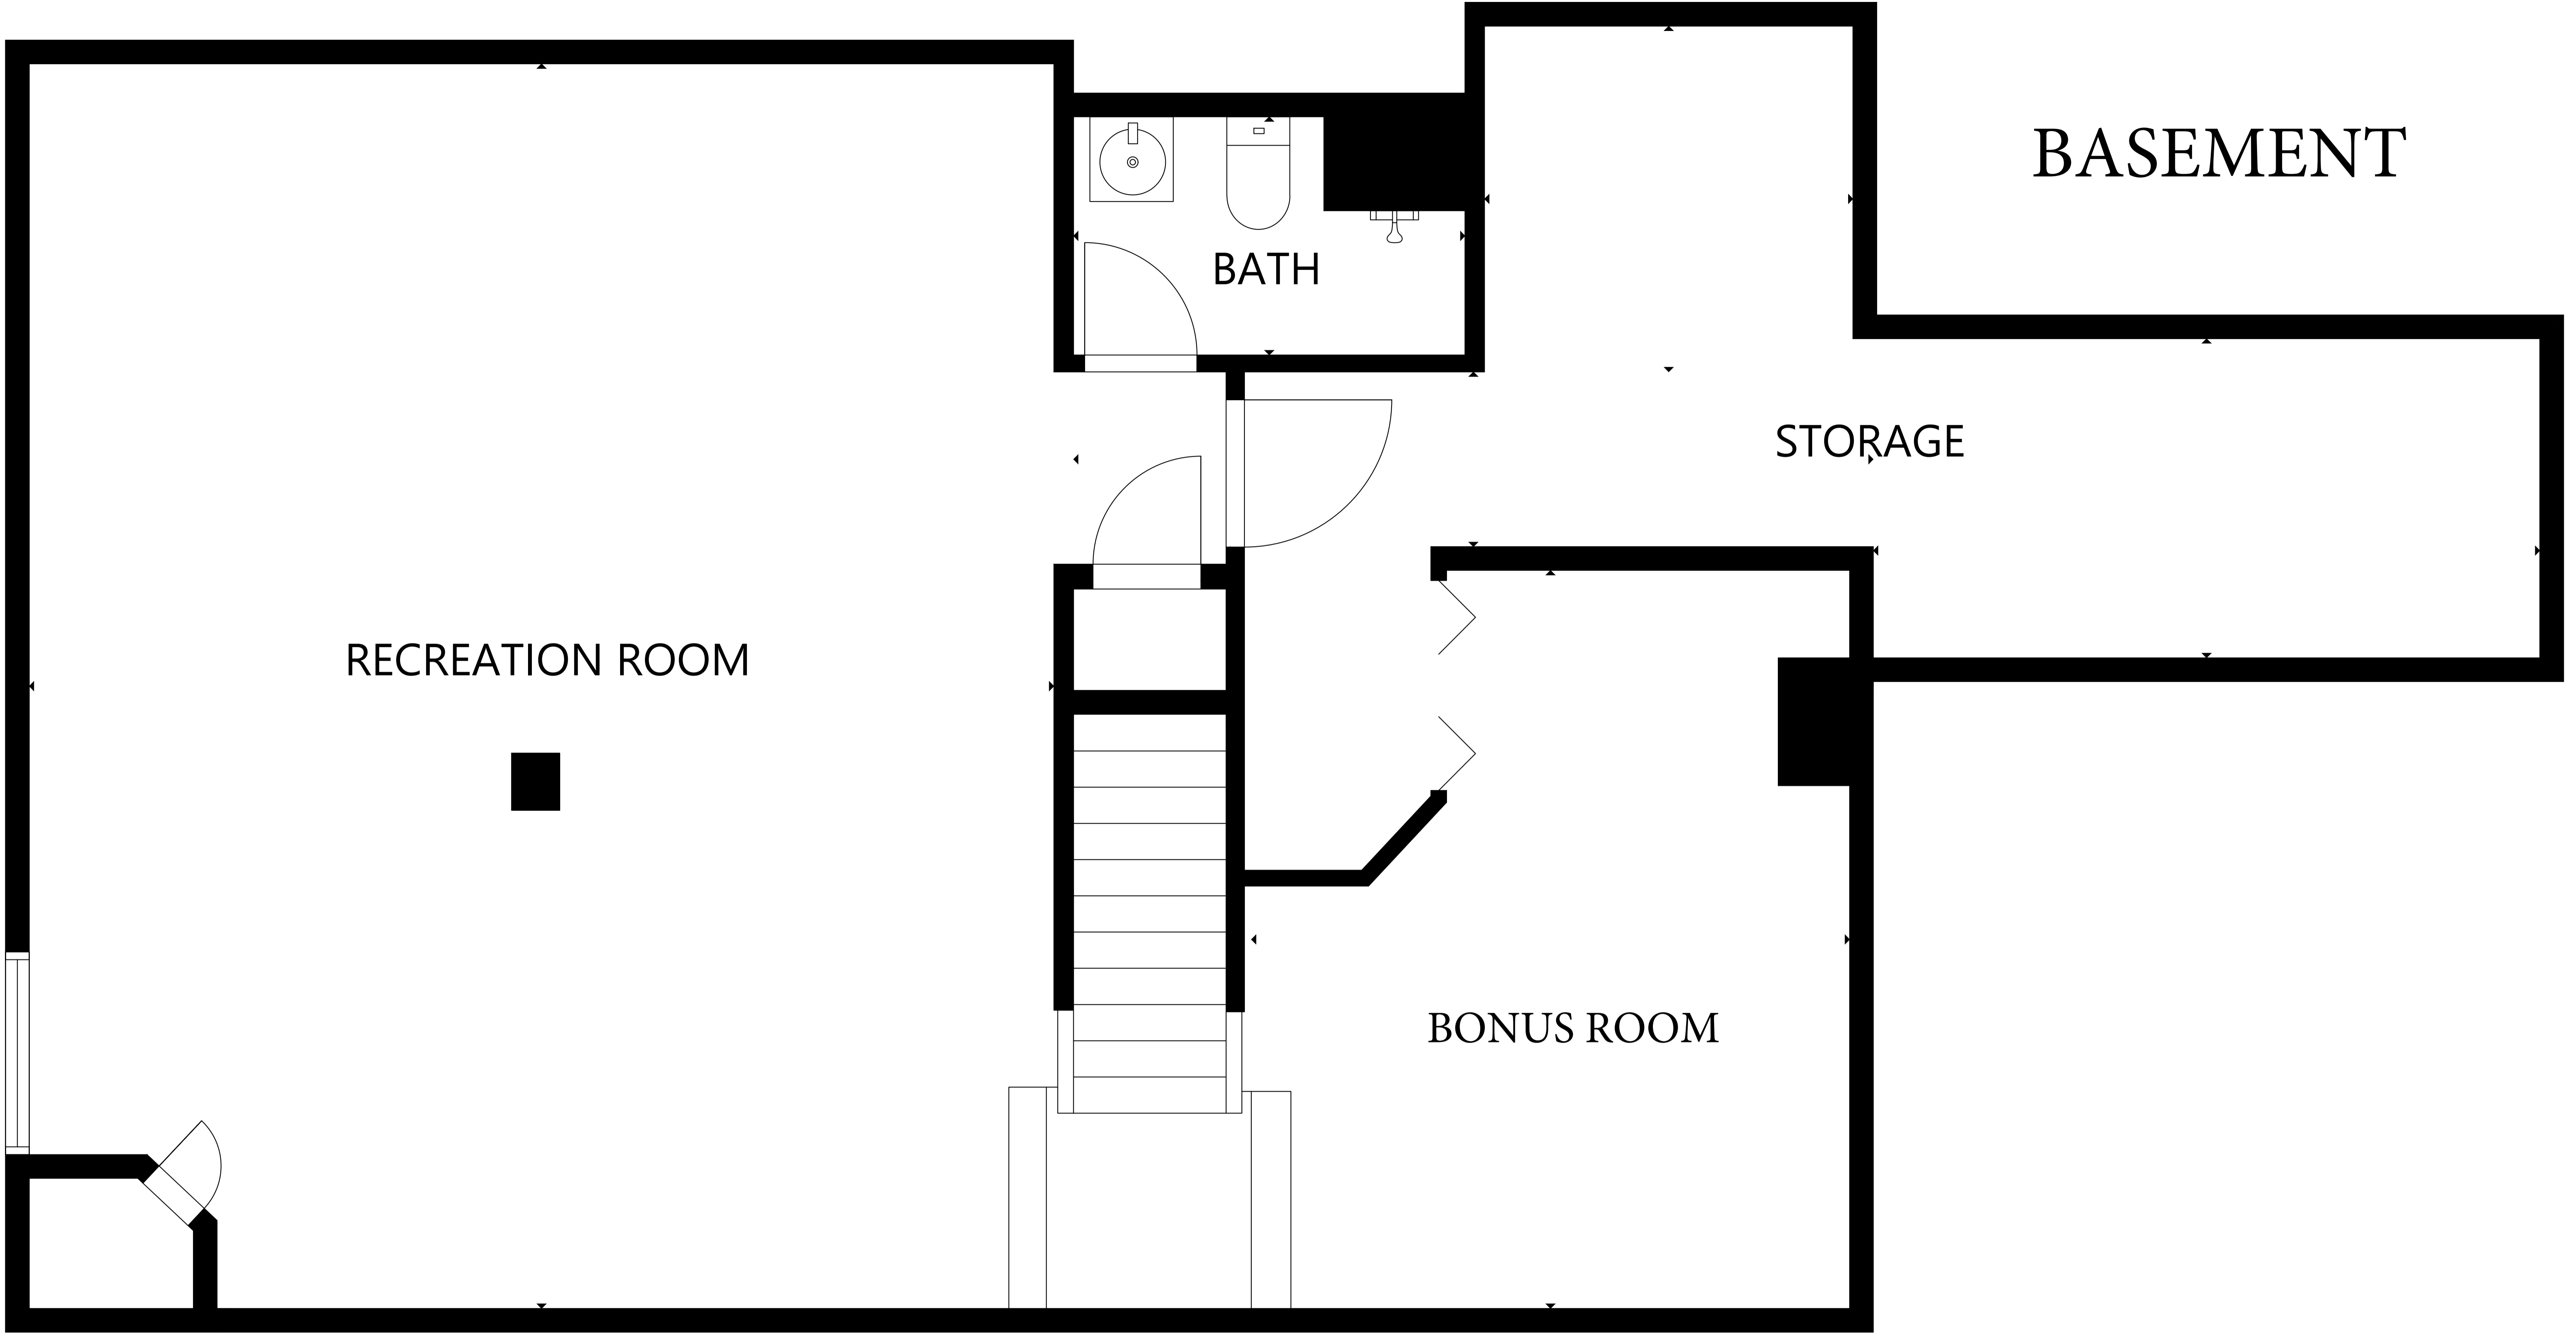 BASEMENT
BATH
STORAGE
RECREATION ROOM
BONUS ROOM